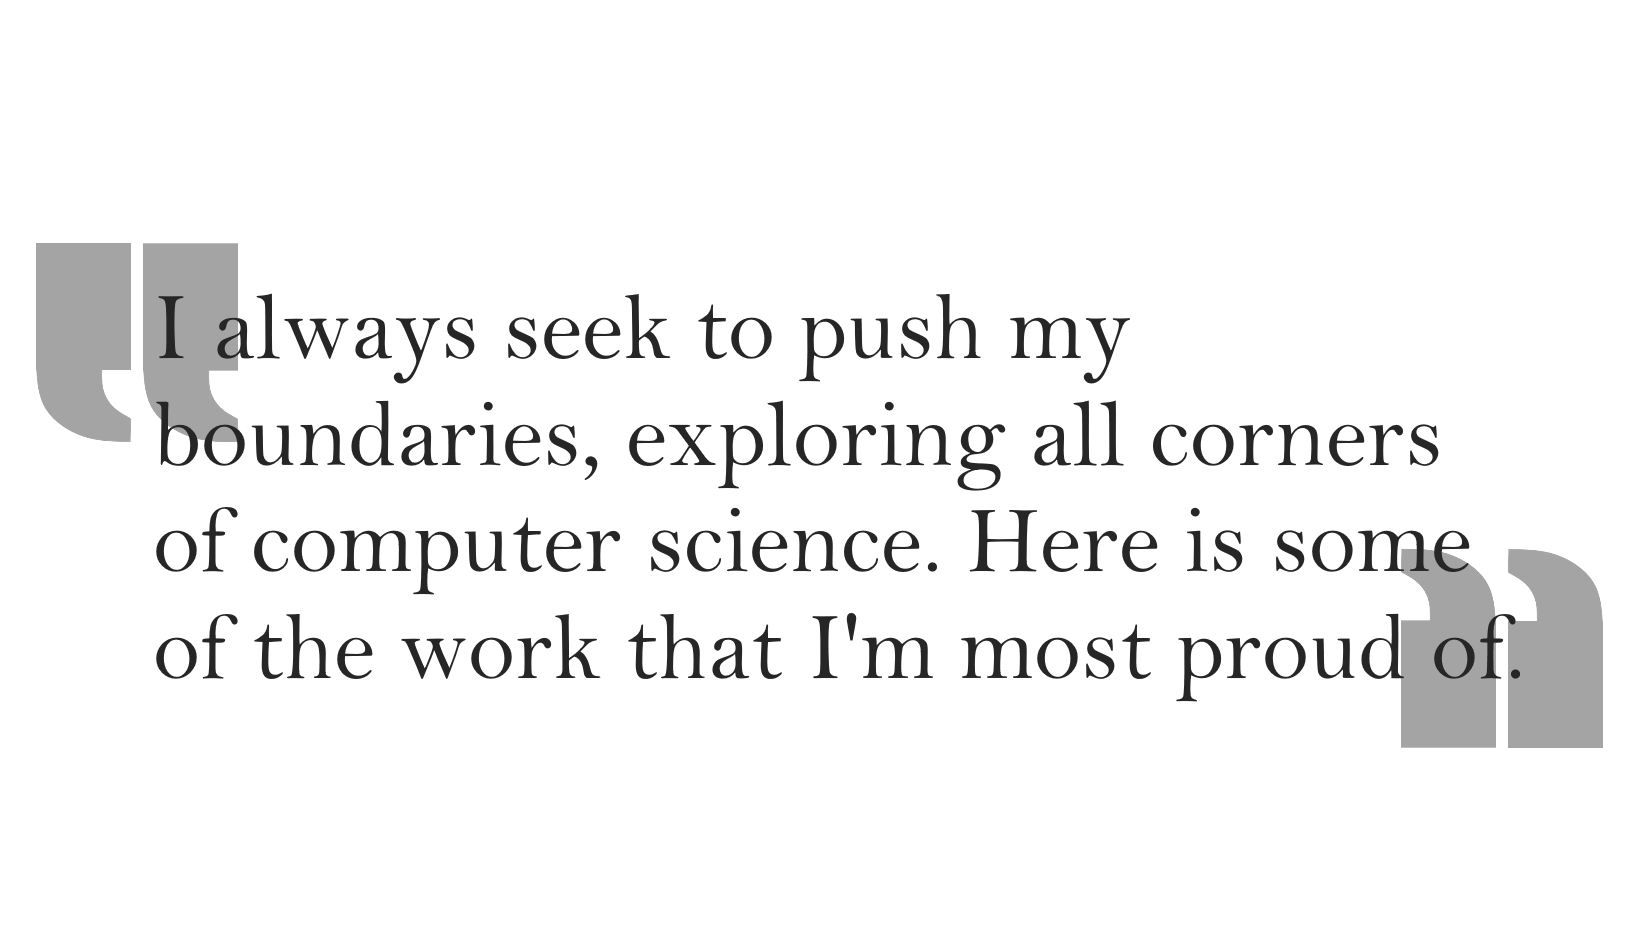 “I always seek to push my
boundaries, exploring all corners
of computer science. Here is some
of the work that I'm most proud of.”